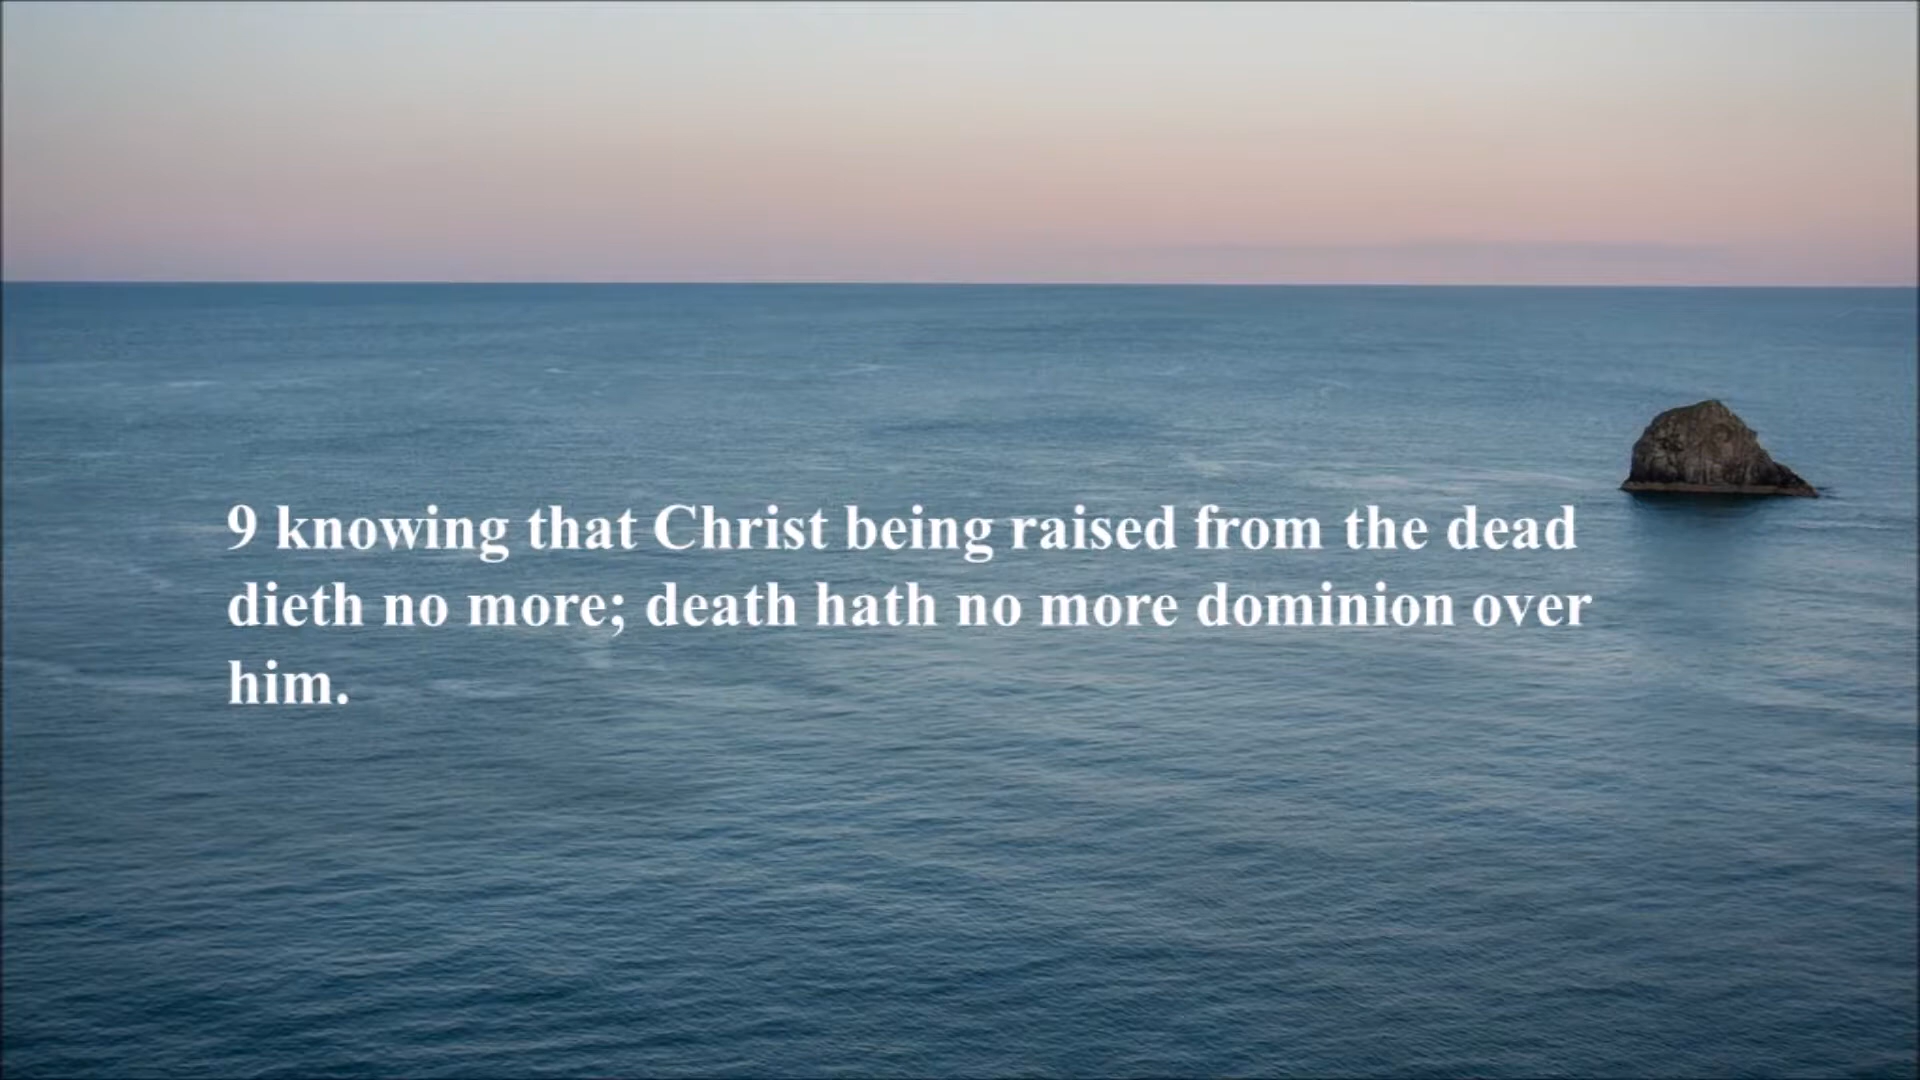 9 knowing that Christ being raised from the dead
dieth no more; death hath no more dominion over
him.